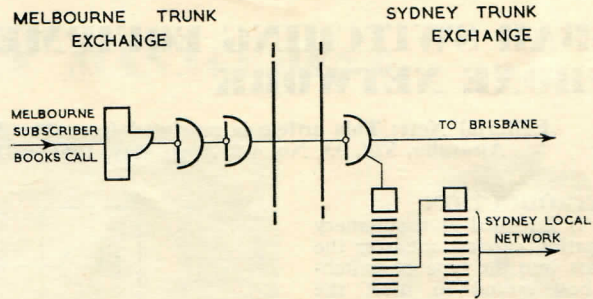 MELBOURNE TRUNK
EXCHANGE
SYDNEY TRUNK
EXCHANGE
MELBOURNE
SUBSCRIBER
BOOKS CALL
TO BRISBANE
SYDNEY LOCAL
NETWORK